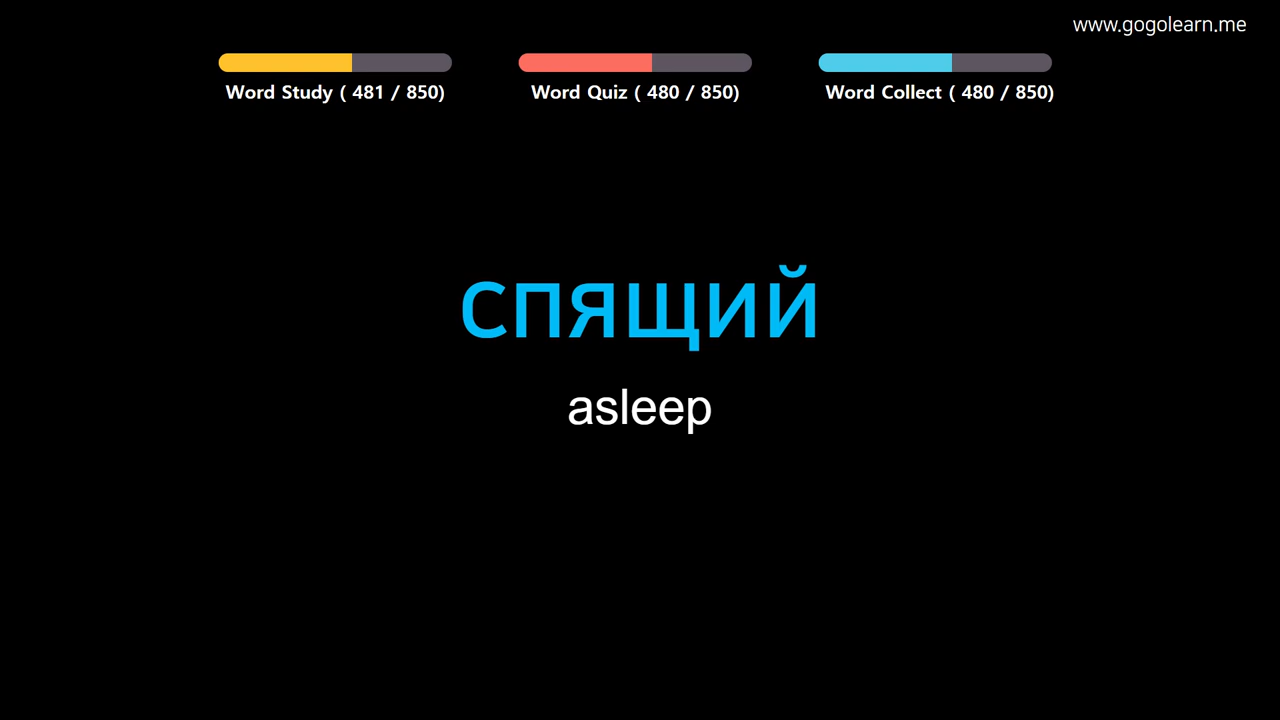 www.gogolearn.me
Word Study ( 481 / 850)
Word Quiz ( 480 / 850)
Word Collect ( 480 / 850)
спящий
asleep